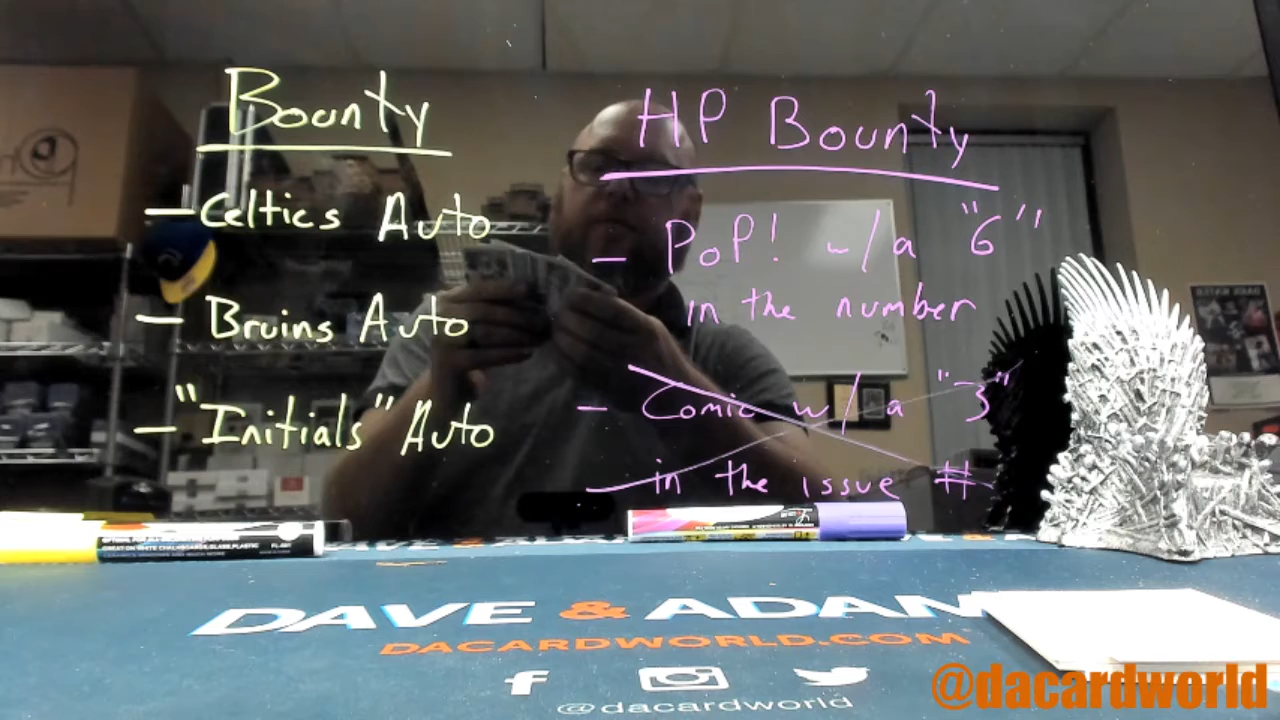 Bounty
- Celtics Auto
- Bruins Auto
- "Initials" Auto
HP Bounty
- PoP! w/a "6"
in the number
- Comic w/ a "3"
in the issue #
DAVE & ADAM
DACARDWORLD.COM
@dacardworld
@dacardworld